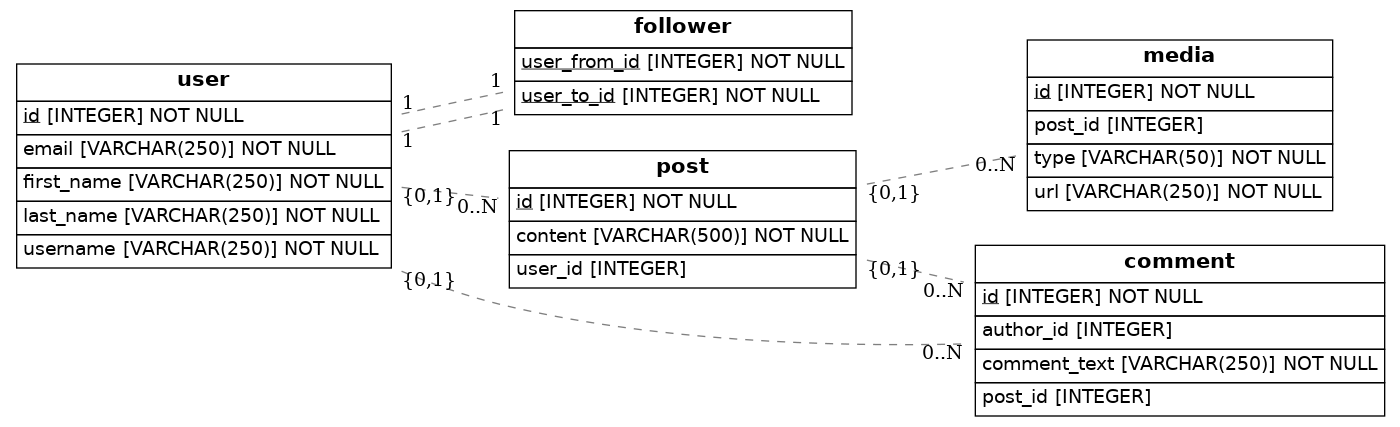 user
id [INTEGER] NOT NULL
email [VARCHAR(250)] NOT NULL
first_name [VARCHAR(250)] NOT NULL
last_name [VARCHAR(250)] NOT NULL
username [VARCHAR(250)] NOT NULL
follower
user_from_id [INTEGER] NOT NULL
user_to_id [INTEGER] NOT NULL
1
1
1
1
{0,1}
0..N
post
id [INTEGER] NOT NULL
content [VARCHAR(500)] NOT NULL
user_id [INTEGER]
{0,1}
0..N
media
id [INTEGER] NOT NULL
post_id [INTEGER]
type [VARCHAR(50)] NOT NULL
url [VARCHAR(250)] NOT NULL
{0,1}
0..N
{0,1}
0..N
comment
id [INTEGER] NOT NULL
author_id [INTEGER]
comment_text [VARCHAR(250)] NOT NULL
post_id [INTEGER]